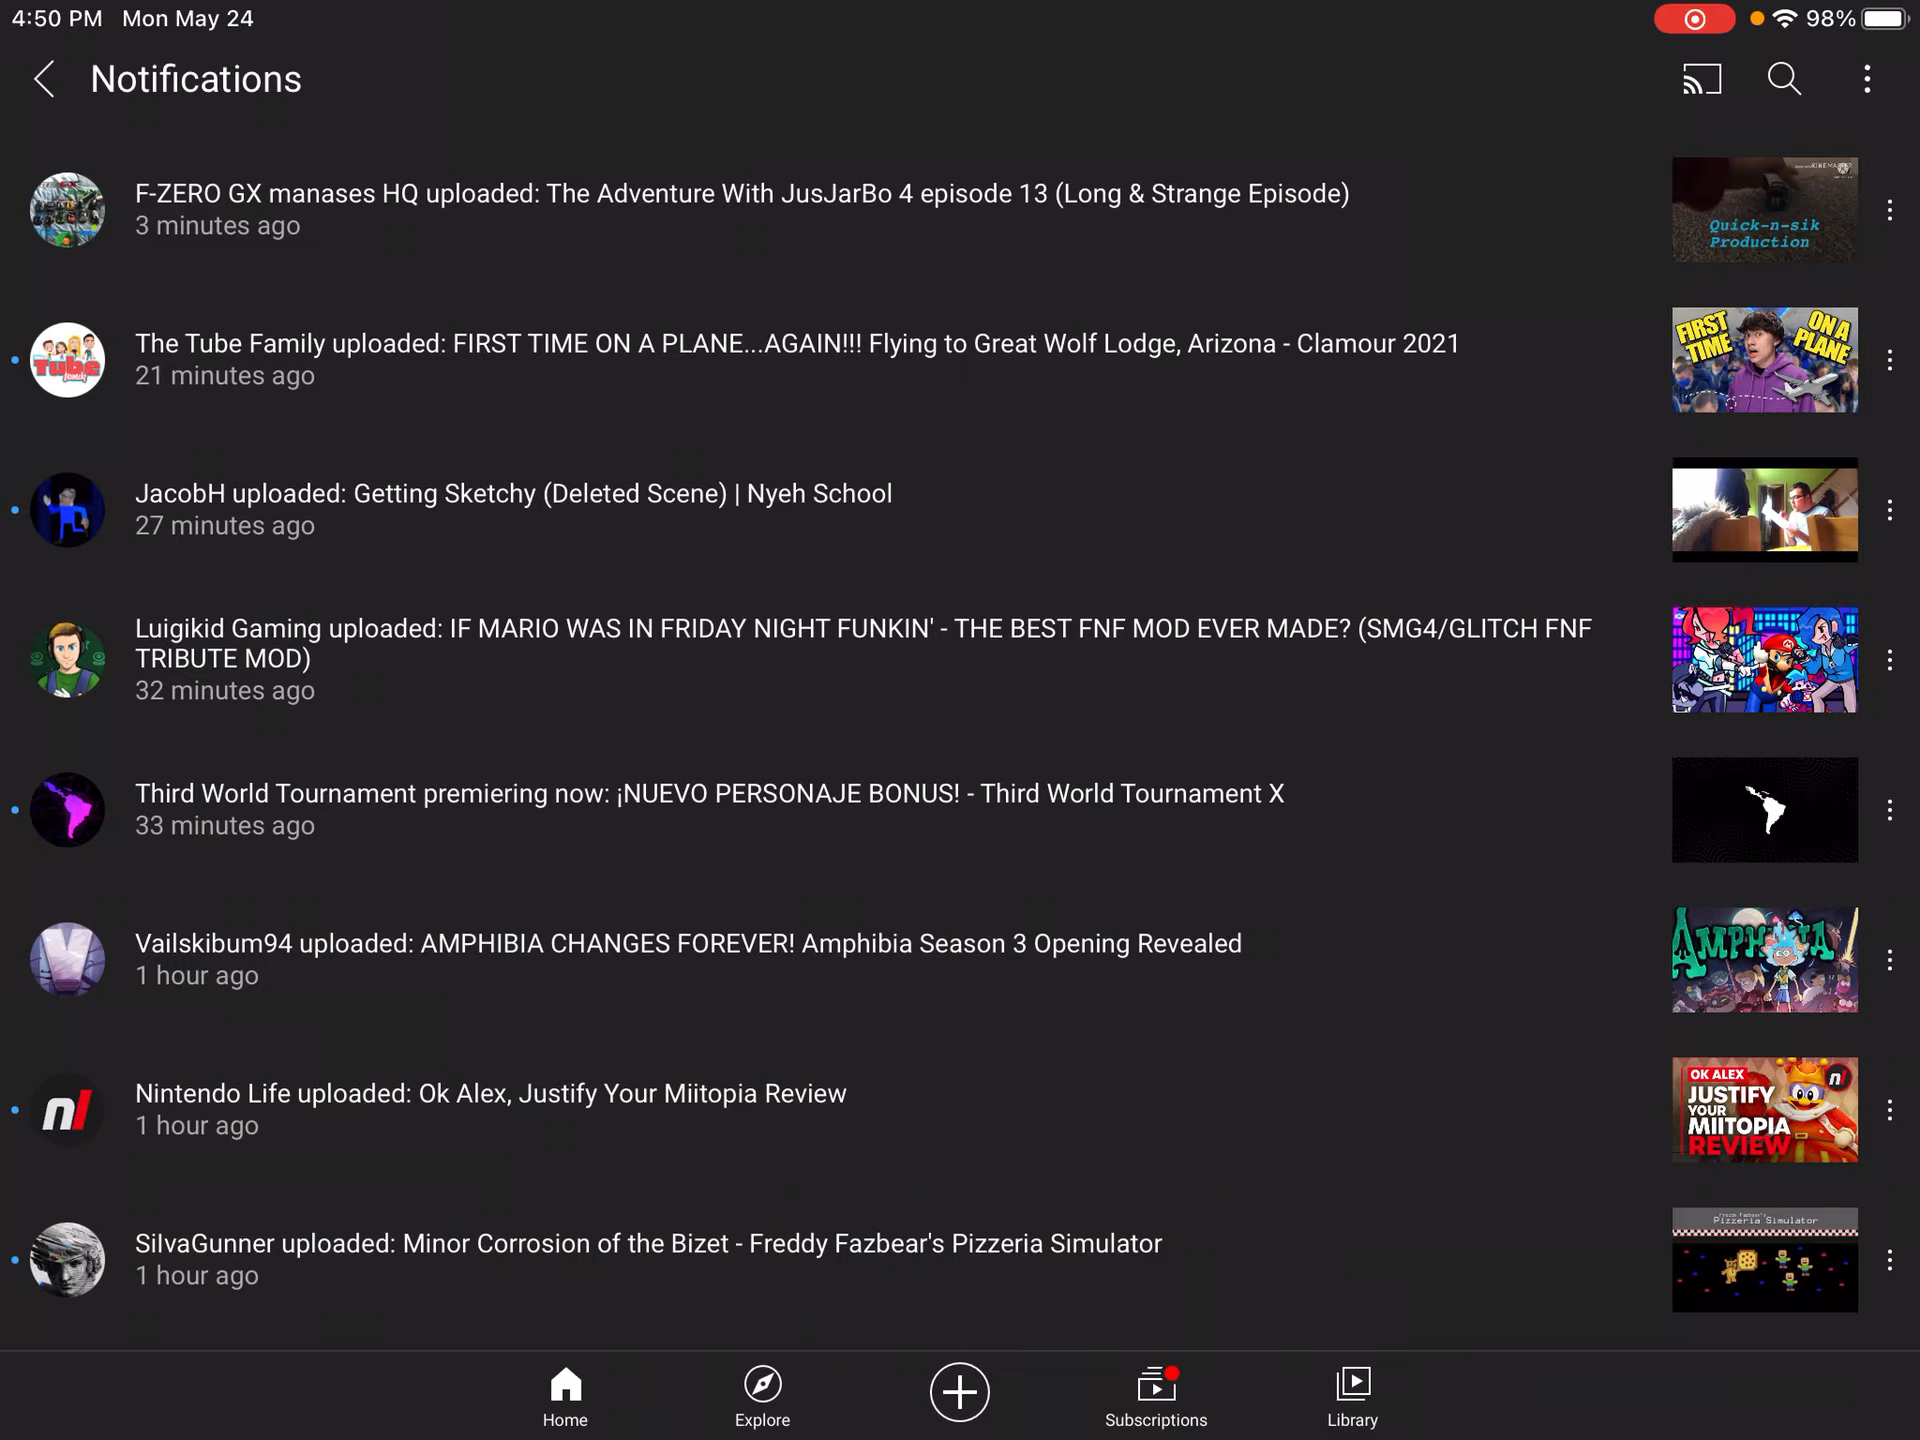 4:50 PM Mon May 24
98%
Notifications
F-ZERO GX manases HQ uploaded: The Adventure With JusJarBo 4 episode 13 (Long & Strange Episode)
3 minutes ago
Quick-n-sik
Production
The Tube Family uploaded: FIRST TIME ON A PLANE...AGAIN!!! Flying to Great Wolf Lodge, Arizona - Clamour 2021
21 minutes ago
Tube
family
FIRST ON A
TIME PLANE
JacobH uploaded: Getting Sketchy (Deleted Scene) | Nyeh School
27 minutes ago
Luigikid Gaming uploaded: IF MARIO WAS IN FRIDAY NIGHT FUNKIN' - THE BEST FNF MOD EVER MADE? (SMG4/GLITCH FNF
TRIBUTE MOD)
32 minutes ago
Third World Tournament premiering now: ¡NUEVO PERSONAJE BONUS! - Third World Tournament X
33 minutes ago
Vailskibum94 uploaded: AMPHIBIA CHANGES FOREVER! Amphibia Season 3 Opening Revealed
1 hour ago
V
AMPHIBIA
Nintendo Life uploaded: Ok Alex, Justify Your Miitopia Review
1 hour ago
nl
OK ALEX
nl
JUSTIFY
YOUR
MIITOPIA
REVIEW
SilvaGunner uploaded: Minor Corrosion of the Bizet - Freddy Fazbear's Pizzeria Simulator
1 hour ago
Freddy Fazbear's
Pizzeria Simulator
Home
Explore
Subscriptions
Library